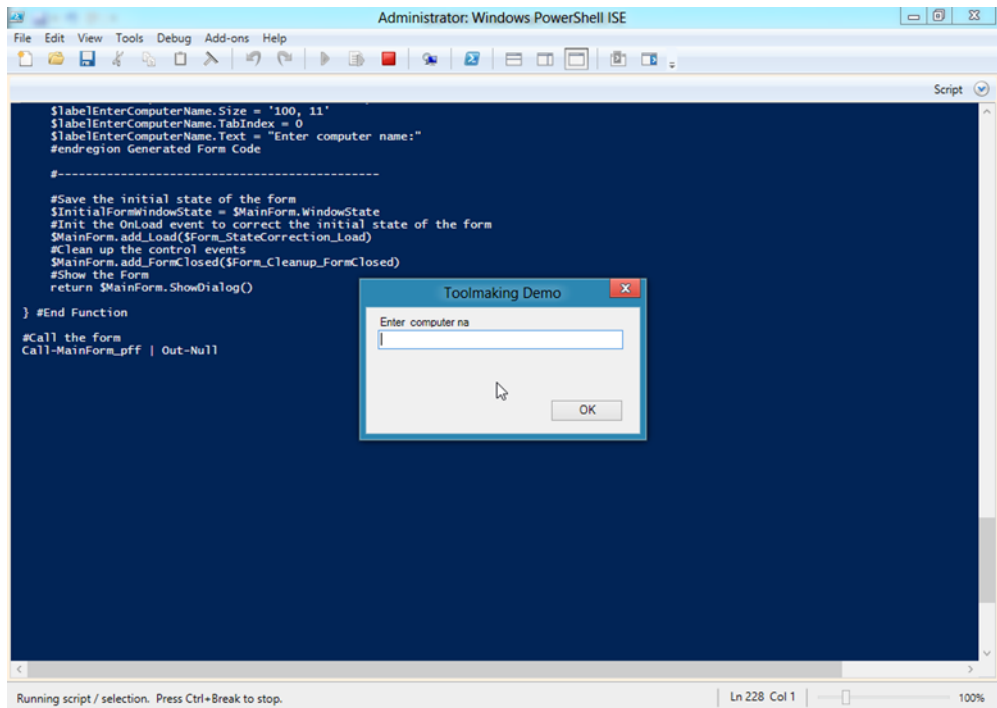 Administrator: Windows PowerShell ISE
File Edit View Tools Debug Add-ons Help
Script
$labelEnterComputerName.Size = '100, 11'
$labelEnterComputerName.TabIndex = 0
$labelEnterComputerName.Text = "Enter computer name:"
#endregion Generated Form Code
#----------------------------------------------
#Save the initial state of the form
$InitialFormWindowState = $MainForm.WindowState
#Init the OnLoad event to correct the initial state of the form
$MainForm.add_Load($Form_StateCorrection_Load)
#Clean up the control events
$MainForm.add_FormClosed($Form_Cleanup_FormClosed)
#Show the Form
return $MainForm.ShowDialog()
} #End Function
#Call the form
Call-MainForm_pff | Out-Null
Toolmaking Demo
Enter computer na
OK
Running script / selection. Press Ctrl+Break to stop.
Ln 228 Col 1
100%